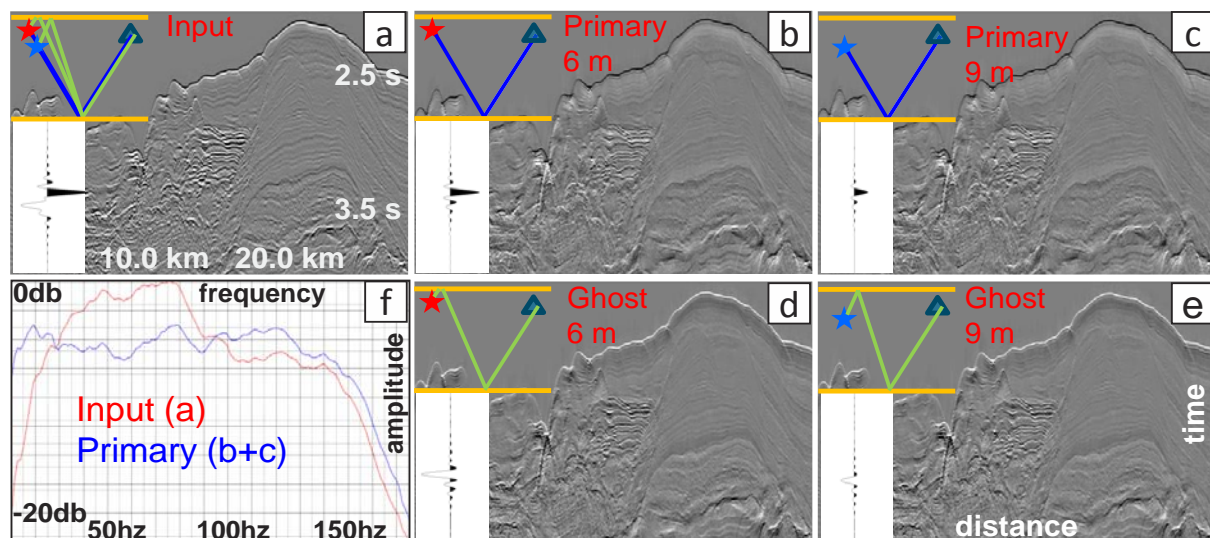 Input
a
2.5 s
3.5 s
10.0 km 20.0 km
Primary
6 m
b
Primary
9 m
c
0db
frequency
f
amplitude
Input (a)
Primary (b+c)
-20db
50hz 100hz 150hz
Ghost
6 m
d
Ghost
9 m
e
time
distance